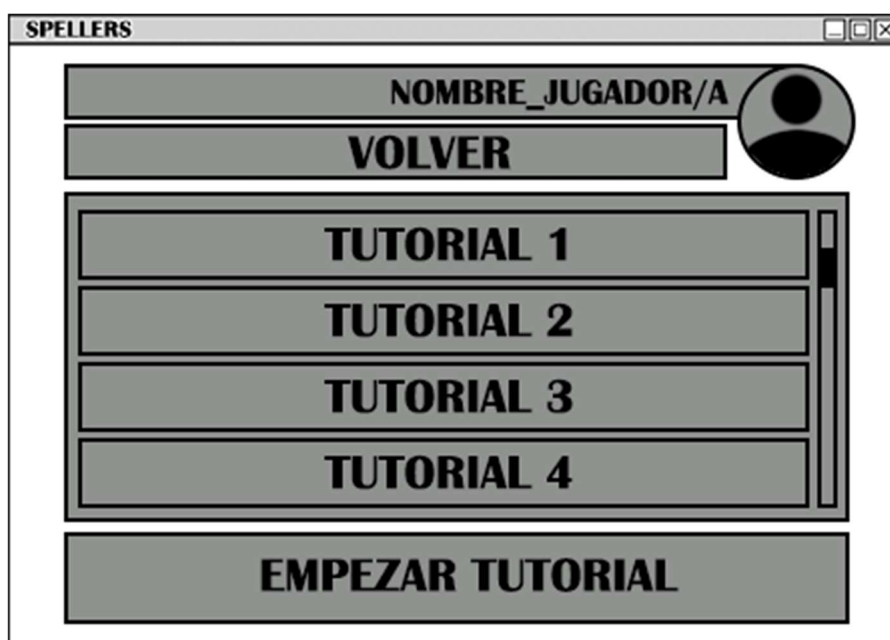 SPELLERS
NOMBRE_JUGADOR/A
VOLVER
TUTORIAL 1
TUTORIAL 2
TUTORIAL 3
TUTORIAL 4
EMPEZAR TUTORIAL